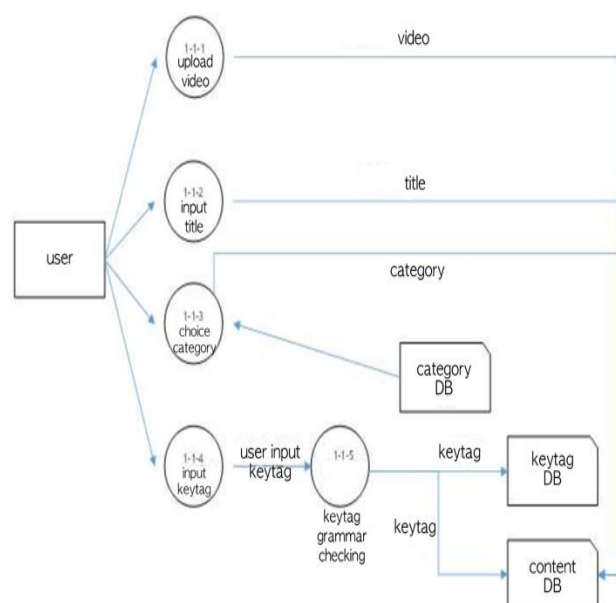 video
1-1-1
upload
video
title
1-1-2
input
title
user
category
1-1-3
choice
category
category
DB
1-1-4
input
keytag
user input
keytag
1-1-5
keytag
grammar
checking
keytag
keytag
DB
keytag
content
DB